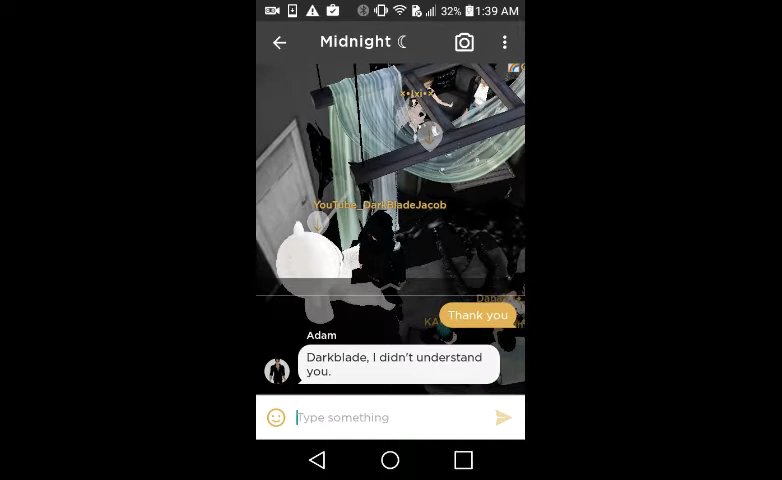 32% 1:39 AM
Midnight
YouTube_DarkBladeJacob
Thank you
Adam
Darkblade, I didn't understand
you.
Type something